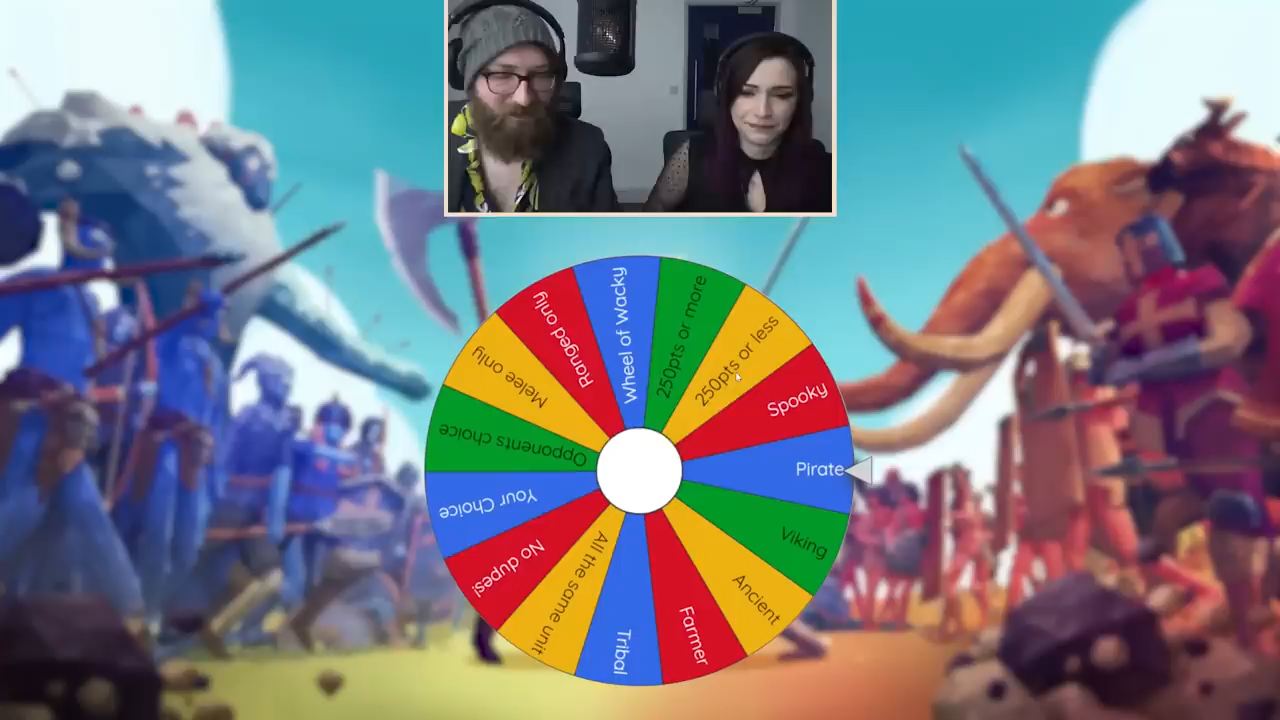 Wheel of Wacky
250pts or more
250pts or less
Spooky
Pirate
Viking
Ancient
Farmer
Tribal
All the same unit
No dupes!
Your Choice
Opponents choice
Melee only
Ranged only